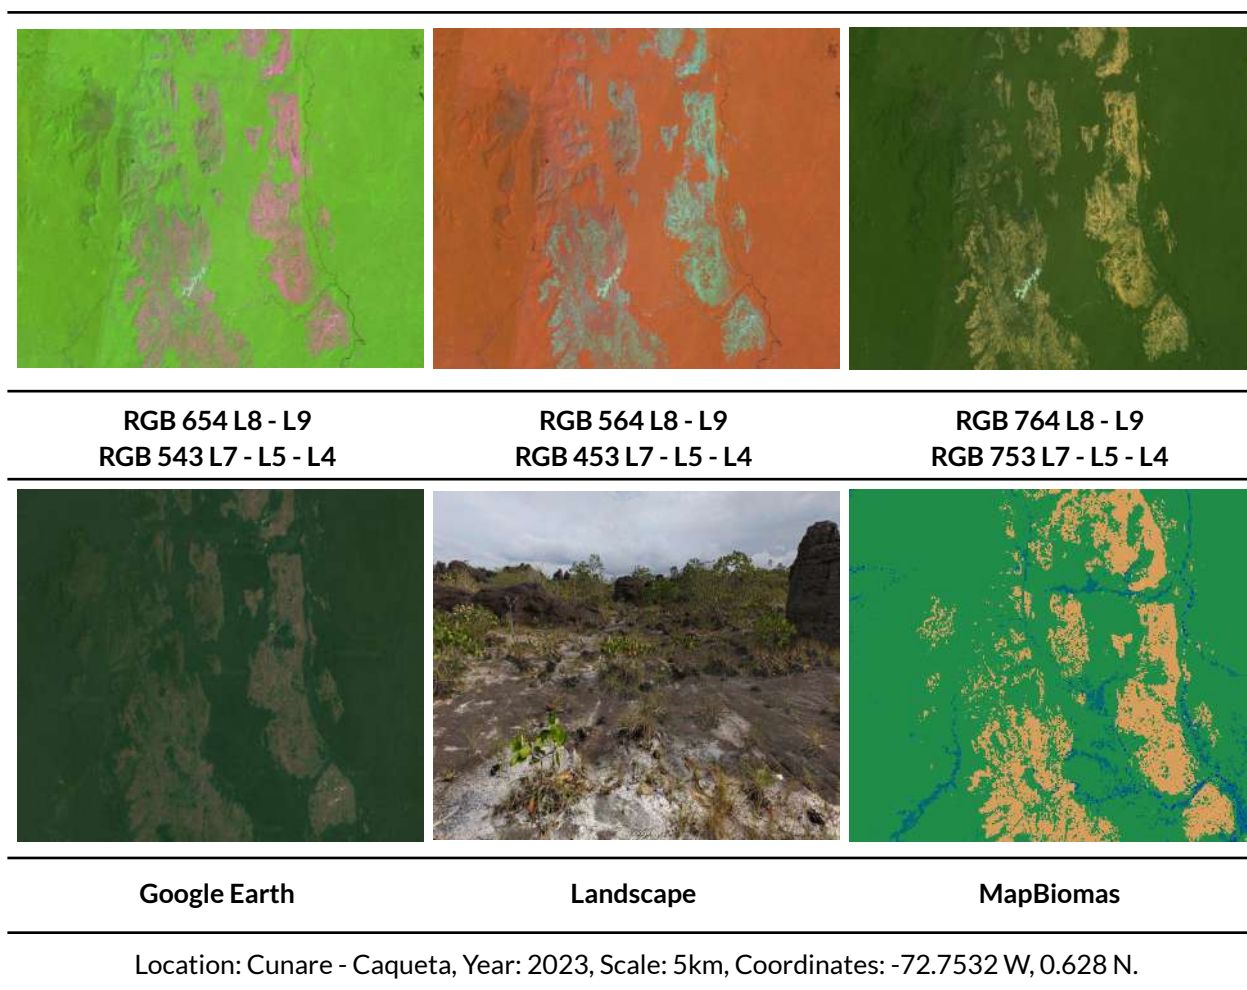 RGB 654 L8 - L9
RGB 543 L7 - L5 - L4
RGB 564 L8 - L9
RGB 453 L7 - L5 - L4
RGB 764 L8 - L9
RGB 753 L7 - L5 - L4
Google Earth
Landscape
MapBiomas
Location: Cunare - Caqueta, Year: 2023, Scale: 5km, Coordinates: -72.7532 W, 0.628 N.